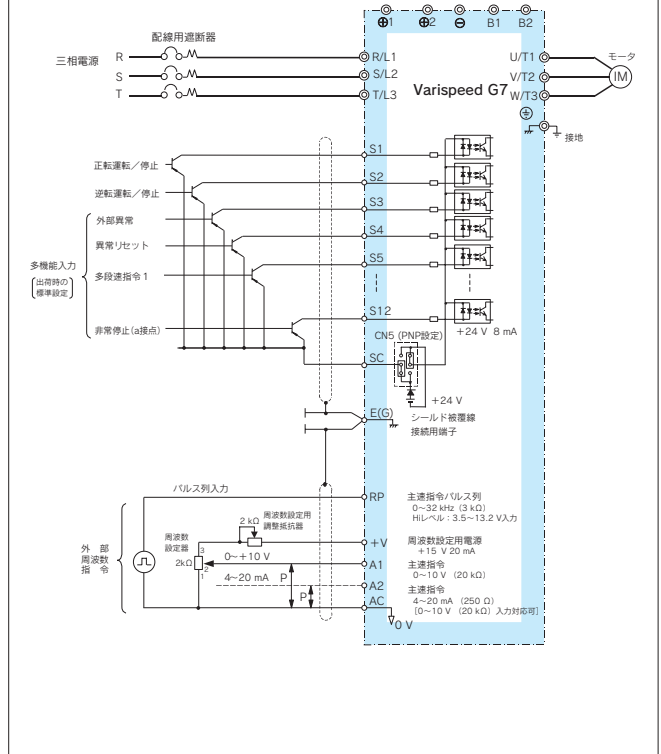 ⊕1 ⊕2 ⊖ B1 B2
配線用遮断器
三相電源
R
S
T
R/L1
S/L2
T/L3
Varispeed G7
U/T1
V/T2
W/T3
モータ
IM
接地
正転運転／停止
逆転運転／停止
外部異常
異常リセット
多段速指令1
非常停止(a接点)
多機能入力
出荷時の
標準設定
S1
S2
S3
S4
S5
S12
SC
E(G)
+24 V 8 mA
CN5 (PNP設定)
+24 V
シールド被覆線
接続用端子
パルス列入力
RP
主速指令パルス列
0～32 kHz (3 kΩ)
Hiレベル：3.5～13.2 V入力
2 kΩ
周波数設定用
調整抵抗器
周波数
設定器
2kΩ
3
2
1
外 部
周波数
指 令
+V
周波数設定用電源
+15 V 20 mA
0～+10 V
A1
主速指令
0～10 V (20 kΩ)
4～20 mA
P
P
A2
主速指令
4～20 mA (250 Ω)
[0～10 V (20 kΩ) 入力対応可]
AC
0 V